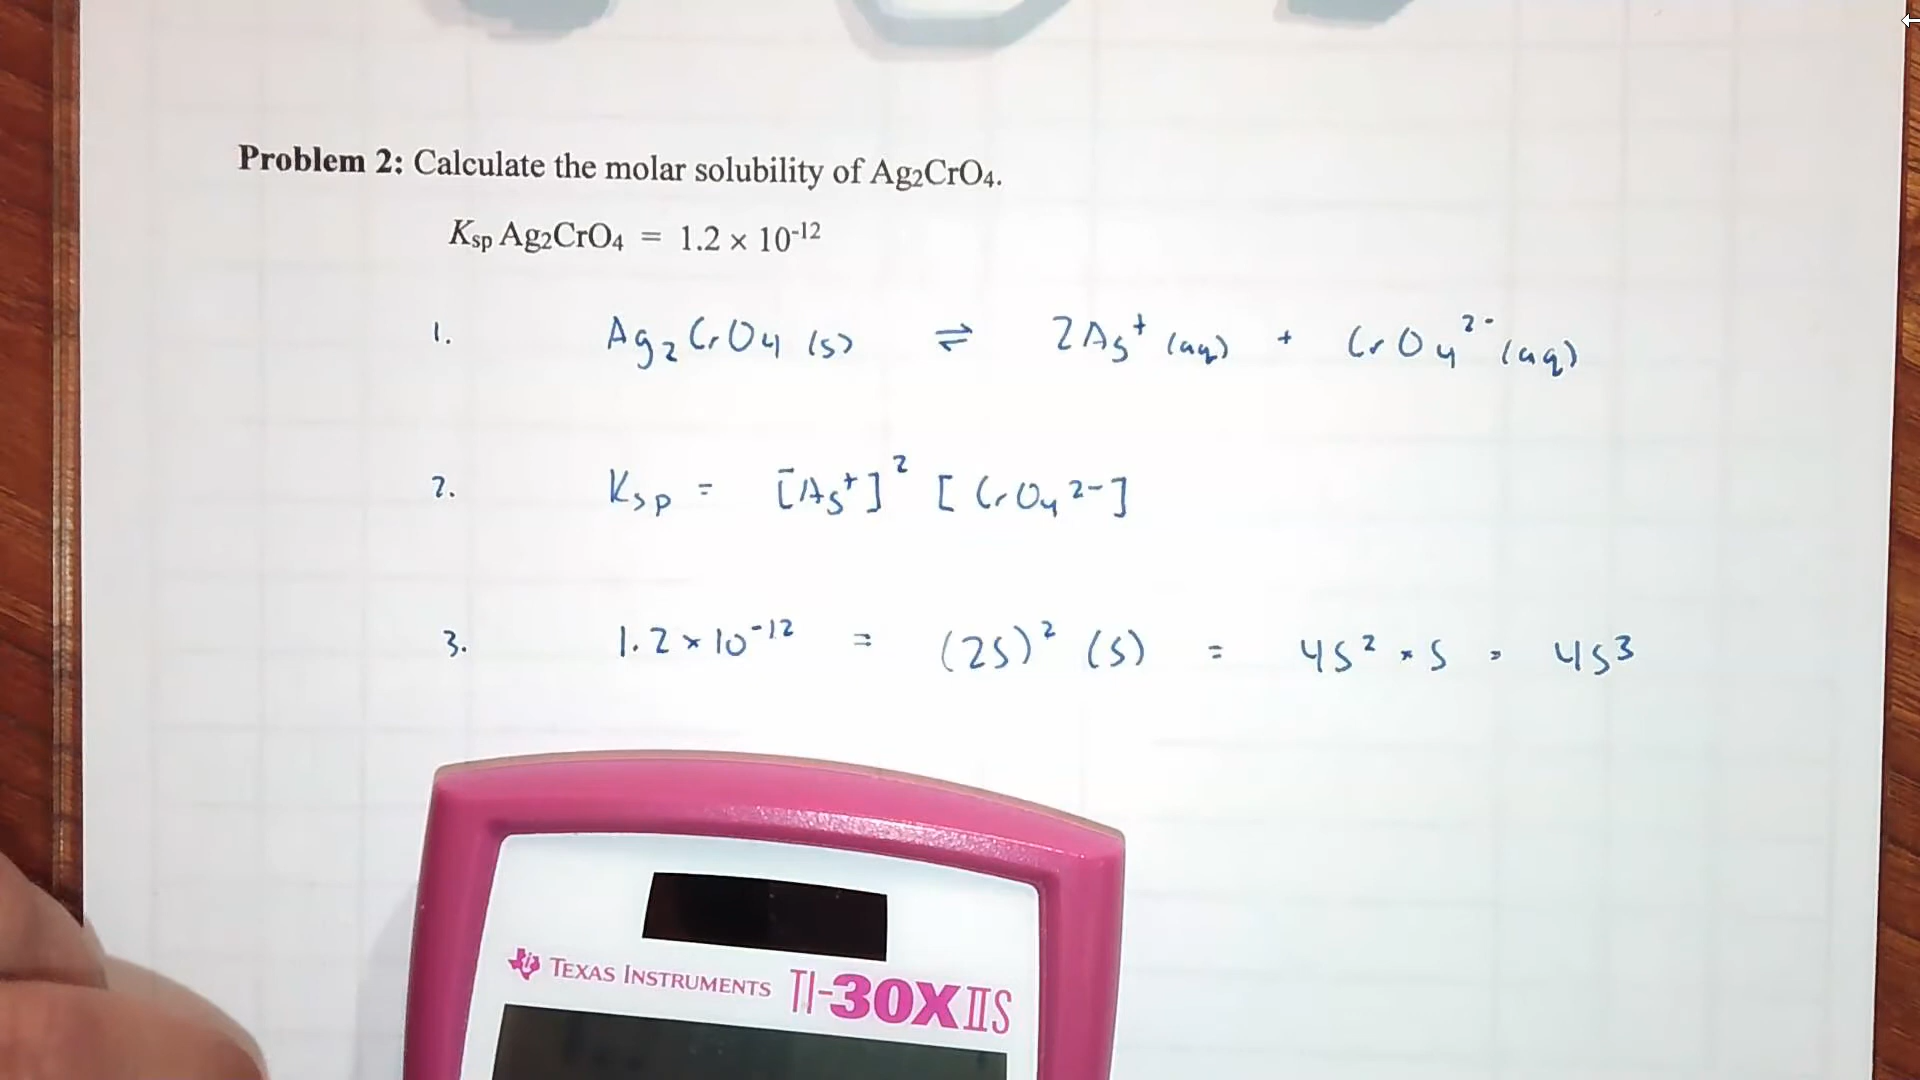 Problem 2: Calculate the molar solubility of Ag₂CrO₄.
Ksp Ag₂CrO₄ = 1.2 × 10⁻¹²
1. Ag₂CrO₄ (s) ⇌ 2Ag⁺ (aq) + CrO₄²⁻ (aq)
2. Ksp = [Ag⁺]² [CrO₄²⁻]
3. 1.2 × 10⁻¹² = (2s)² (s) = 4s² × s = 4s³
TEXAS INSTRUMENTS TI-30XIIS